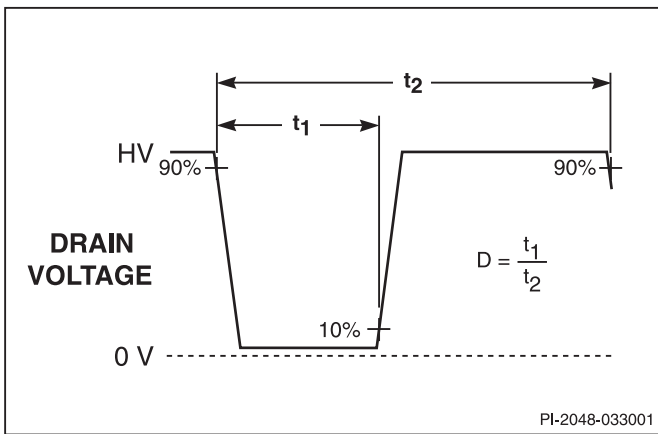 t2
t1
HV
90%
90%
DRAIN
VOLTAGE
D = t1
t2
10%
0 V
PI-2048-033001